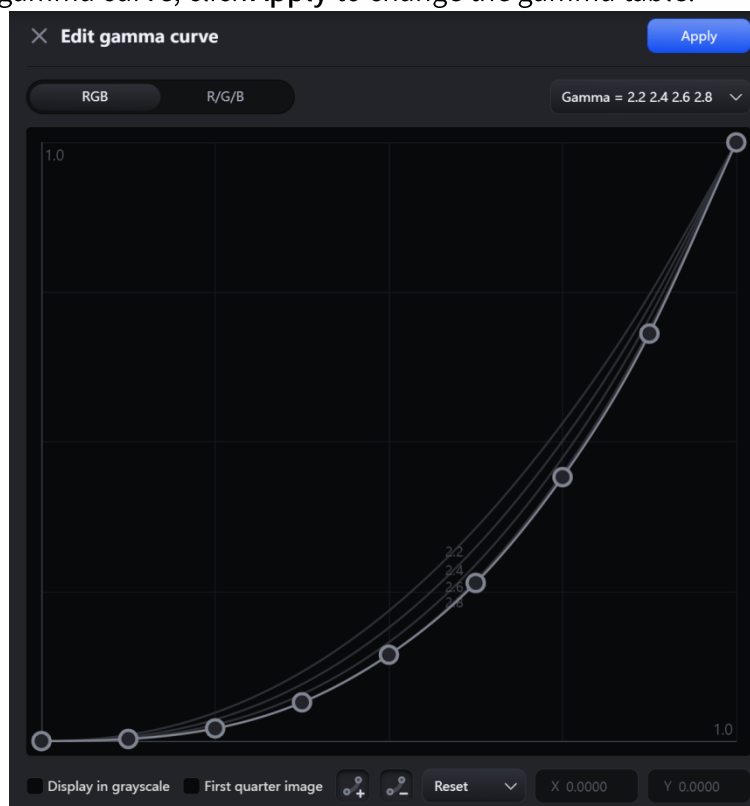 gamma curve, click Apply to change the gamma table.
Edit gamma curve
Apply
RGB
R/G/B
Gamma = 2.2 2.4 2.6 2.8
1.0
2.2
2.4
2.6
2.8
1.0
Display in grayscale
First quarter image
Reset
X 0.0000
Y 0.0000